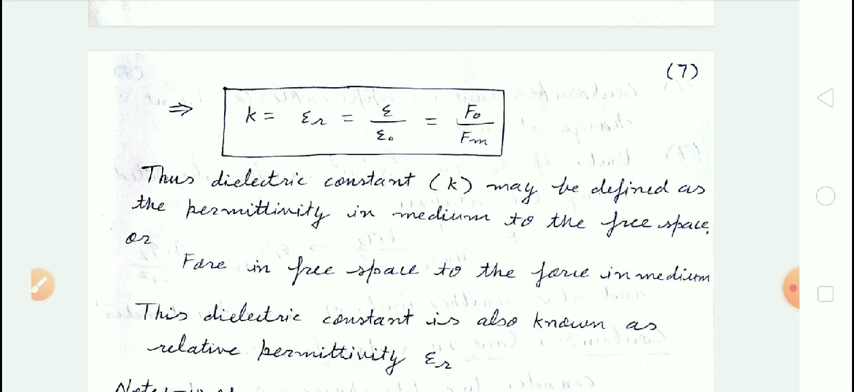 (7)
⇒ K = εr = ε/ε₀ = F₀/Fm
Thus dielectric constant (K) may be defined as
the permittivity in medium to the free space,
or
Force in free space to the force in medium
This dielectric constant is also known as
relative permittivity εr
Note:-